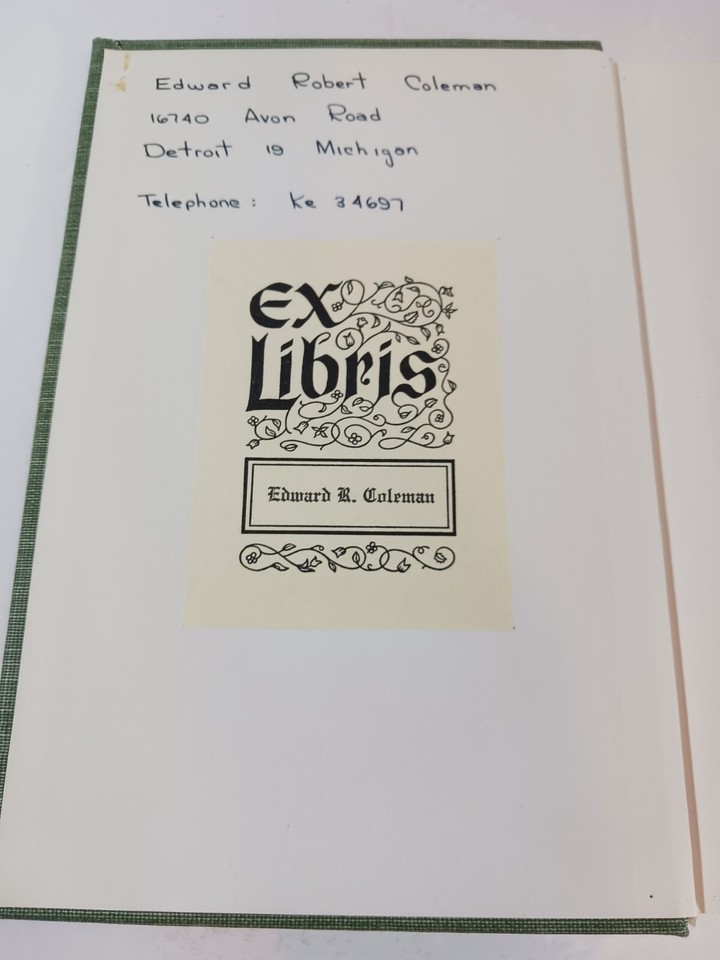 Edward Robert Coleman
16740 Avon Road
Detroit 19 Michigan
Telephone: Ke 34697
EX
Libris
Edward R. Coleman